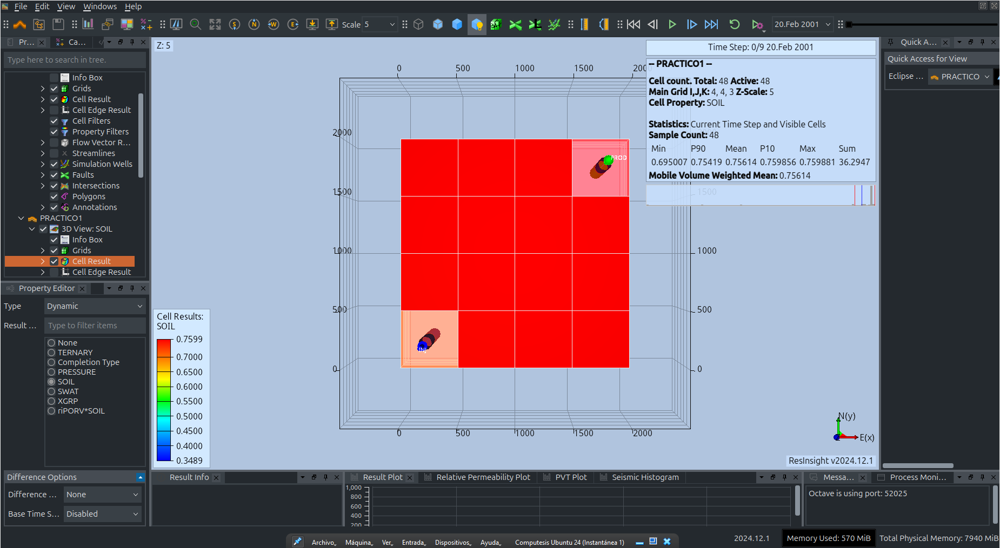 File Edit View Windows Help
Scale 5
20.Feb 2001
Pr...
Ca...
Type here to search in tree.
Info Box
Grids
Cell Result
Cell Edge Result
Cell Filters
Property Filters
Flow Vector R...
Streamlines
Simulation Wells
Faults
Intersections
Polygons
Annotations
PRACTICO1
3D View: SOIL
Info Box
Grids
Cell Result
Cell Edge Result
Property Editor
Type Dynamic
Result ... Type to filter items
None
TERNARY
Completion Type
PRESSURE
SOIL
SWAT
XGRP
riPORV*SOIL
Difference Options
Difference ... None
Base Time S... Disabled
Z: 5
0 500 1000 1500 2000
2000
1500
1000
500
0
PROD
INJ
0 500 1000 1500 2000
1500
1000
500
0
Cell Results:
SOIL
0.7599
0.7000
0.6500
0.6000
0.5500
0.5000
0.4500
0.4000
0.3489
Time Step: 0/9 20.Feb 2001
-- PRACTICO1 --
Cell count. Total: 48 Active: 48
Main Grid I,J,K: 4, 4, 3 Z-Scale: 5
Cell Property: SOIL
Statistics: Current Time Step and Visible Cells
Sample Count: 48
Min P90 Mean P10 Max Sum
0.695007 0.75419 0.75614 0.759856 0.759881 36.2947
Mobile Volume Weighted Mean: 0.75614
N(y)
E(x)
Z
ResInsight v2024.12.1
Quick A...
Quick Access for View
Eclipse ... PRACTICO
Result Info
Result Plot
Relative Permeability Plot
PVT Plot
Seismic Histogram
1,000
800
600
400
200
Messa...
Process Moni...
Octave is using port: 52025
Archivo Máquina Ver Entrada Dispositivos Ayuda Computesis Ubuntu 24 (Instantánea 1)
2024.12.1 Memory Used: 570 MiB Total Physical Memory: 7940 MiB